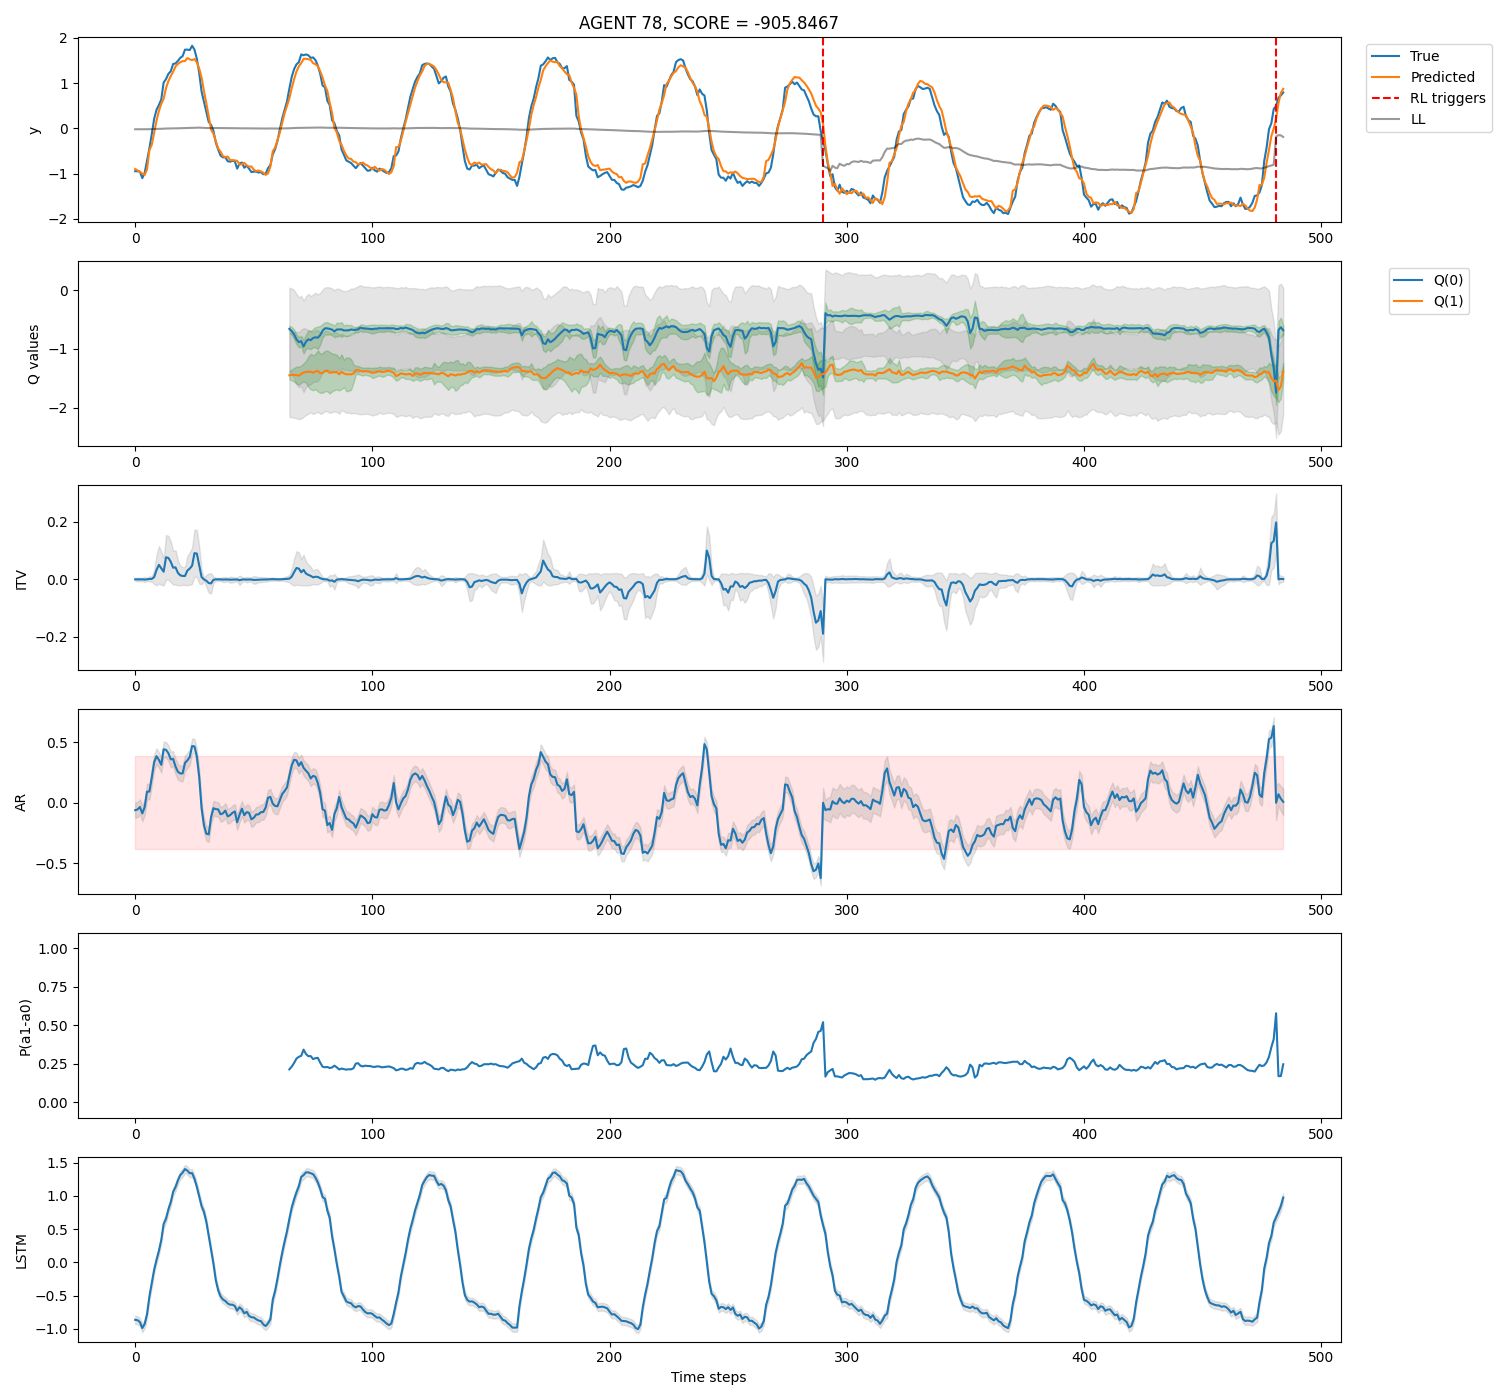 AGENT 78, SCORE = -905.8467
y
2
1
0
−1
−2
0 100 200 300 400 500
True
Predicted
RL triggers
LL
Q values
0
−1
−2
0 100 200 300 400 500
Q(0)
Q(1)
ITV
0.2
0.0
−0.2
0 100 200 300 400 500
AR
0.5
0.0
−0.5
0 100 200 300 400 500
P(a1-a0)
1.00
0.75
0.50
0.25
0.00
0 100 200 300 400 500
LSTM
1.5
1.0
0.5
0.0
−0.5
−1.0
0 100 200 300 400 500
Time steps